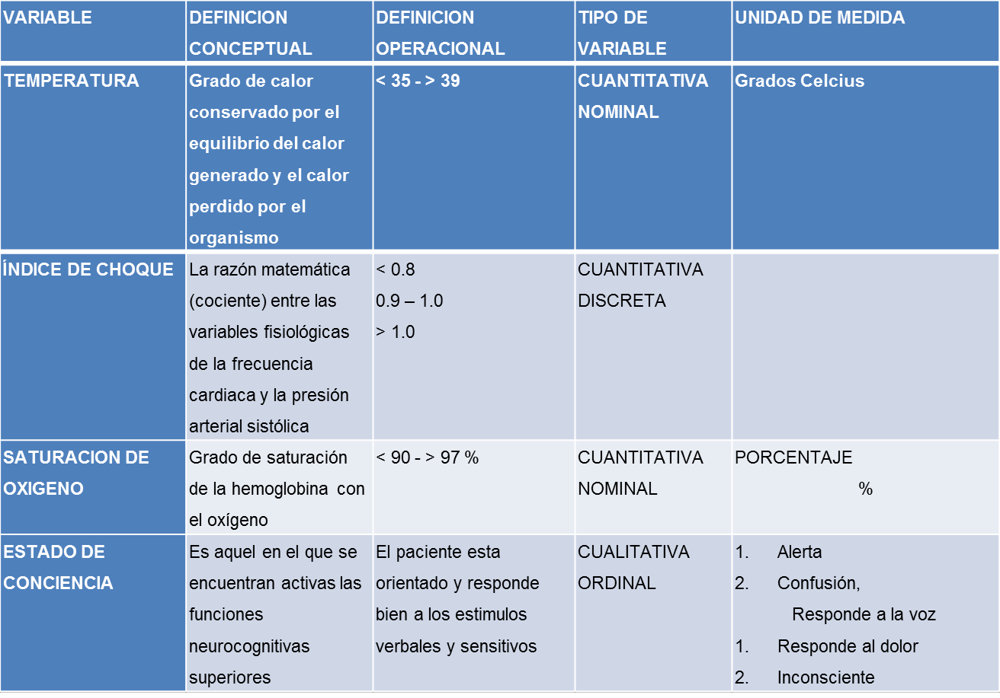 VARIABLE
DEFINICION
CONCEPTUAL
DEFINICION
OPERACIONAL
TIPO DE
VARIABLE
UNIDAD DE MEDIDA
TEMPERATURA
Grado de calor
conservado por el
equilibrio del calor
generado y el calor
perdido por el
organismo
< 35 - > 39
CUANTITATIVA
NOMINAL
Grados Celcius
ÍNDICE DE CHOQUE
La razón matemática
(cociente) entre las
variables fisiológicas
de la frecuencia
cardiaca y la presión
arterial sistólica
< 0.8
0.9 – 1.0
> 1.0
CUANTITATIVA
DISCRETA
SATURACION DE
OXIGENO
Grado de saturación
de la hemoglobina con
el oxígeno
< 90 - > 97 %
CUANTITATIVA
NOMINAL
PORCENTAJE
%
ESTADO DE
CONCIENCIA
Es aquel en el que se
encuentran activas las
funciones
neurocognitivas
superiores
El paciente esta
orientado y responde
bien a los estimulos
verbales y sensitivos
CUALITATIVA
ORDINAL
1. Alerta
2. Confusión,
Responde a la voz
1. Responde al dolor
2. Inconsciente